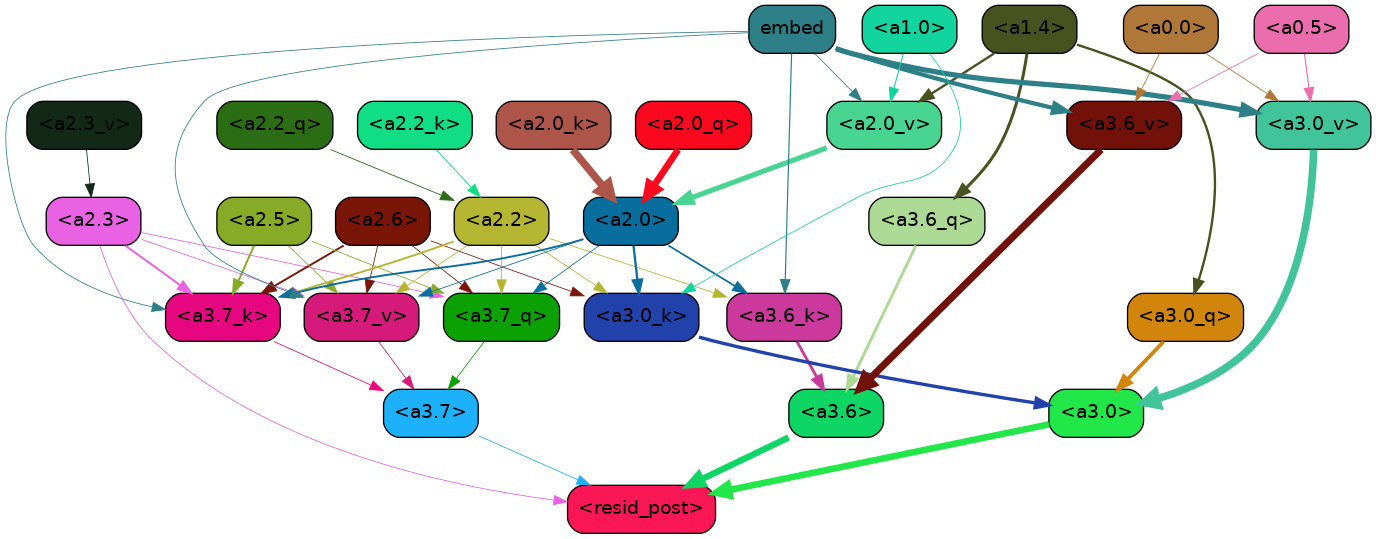 embed
<a1.0>
<a1.4>
<a0.0>
<a0.5>
<a2.3_v>
<a2.2_q>
<a2.2_k>
<a2.0_k>
<a2.0_q>
<a2.0_v>
<a3.6_v>
<a3.0_v>
<a2.3>
<a2.5>
<a2.6>
<a2.2>
<a2.0>
<a3.6_q>
<a3.7_k>
<a3.7_v>
<a3.7_q>
<a3.0_k>
<a3.6_k>
<a3.0_q>
<a3.7>
<a3.6>
<a3.0>
<resid_post>